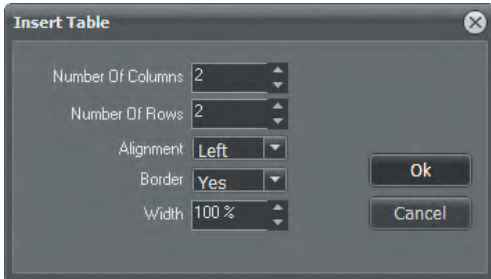 Insert Table
Number Of Columns 2
Number Of Rows 2
Alignment Left
Border Yes
Width 100 %
Ok
Cancel